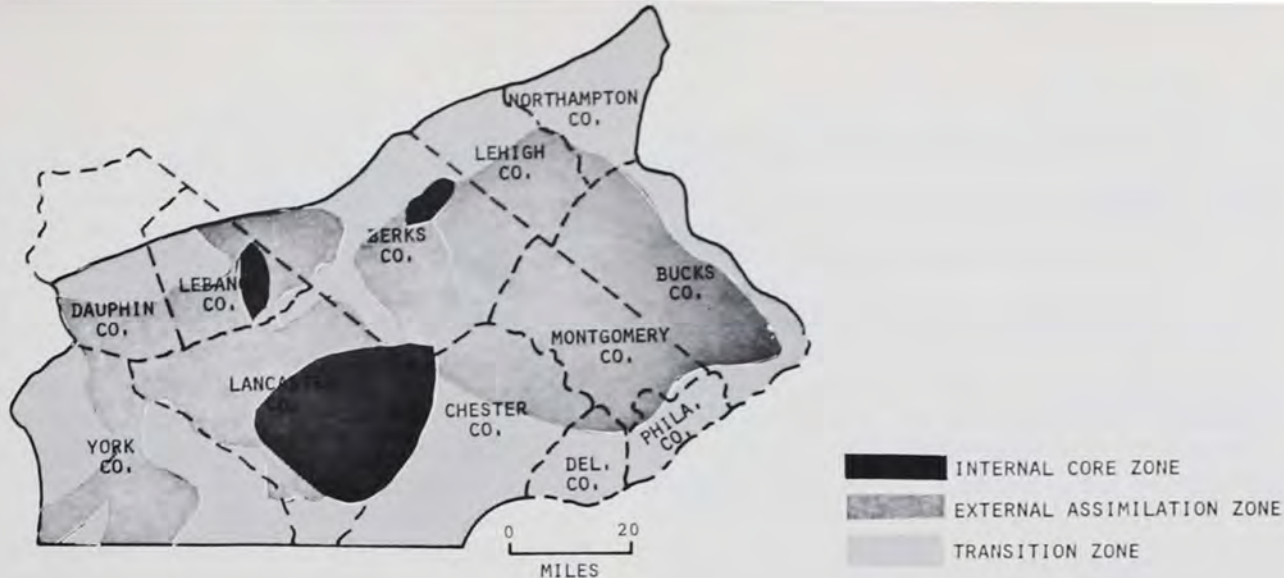 NORTHAMPTON
CO.
LEHIGH
CO.
BERKS
CO.
BUCKS
CO.
LEBAN
CO.
DAUPHIN
CO.
MONTGOMERY
CO.
LANCASTE
CO.
CHESTER
CO.
PHILA.
CO.
YORK
CO.
DEL.
CO.
INTERNAL CORE ZONE
EXTERNAL ASSIMILATION ZONE
TRANSITION ZONE
0 20
MILES